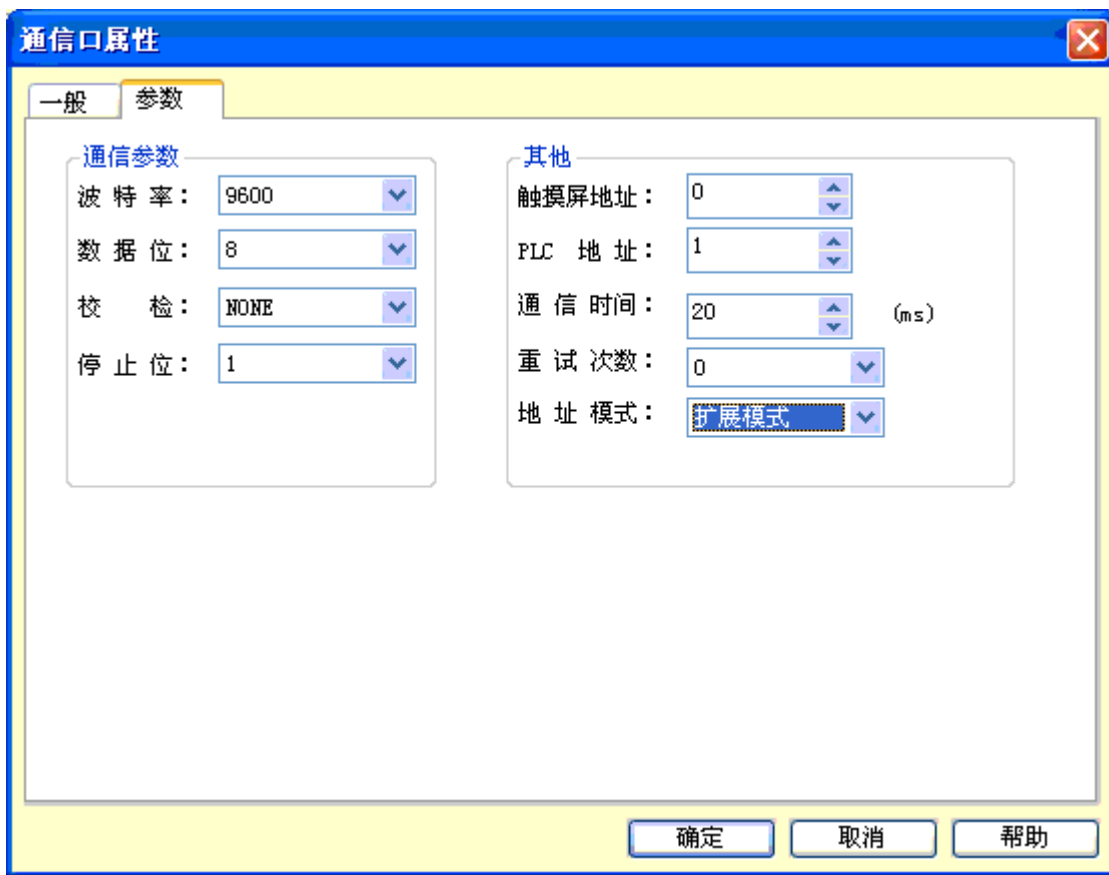 通信口属性
一般 参数
通信参数
波 特 率： 9600
数 据 位： 8
校 检： NONE
停 止 位： 1
其他
触摸屏地址： 0
PLC 地 址： 1
通 信 时间： 20 (ms)
重 试 次数： 0
地 址 模式： 扩展模式
确定 取消 帮助